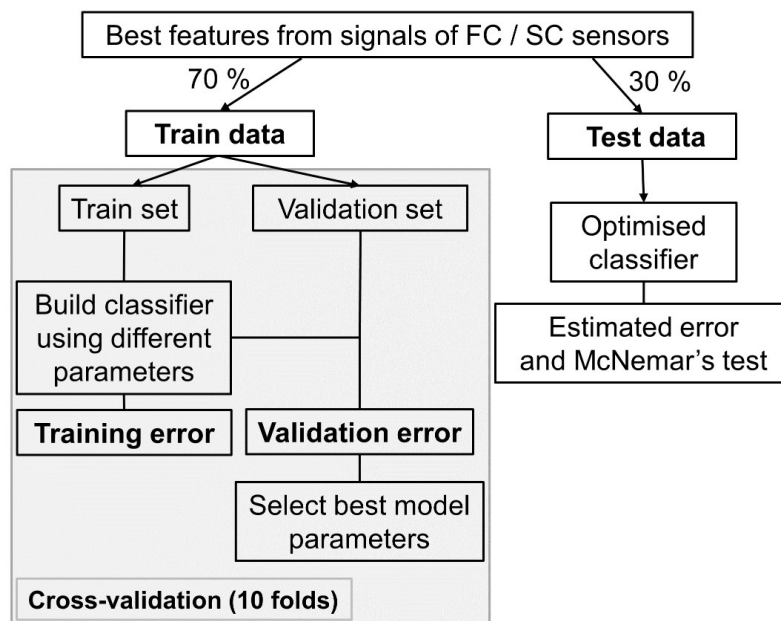 Best features from signals of FC / SC sensors
70 %
30 %
Train data
Test data
Train set
Validation set
Optimised
classifier
Build classifier
using different
parameters
Estimated error
and McNemar's test
Training error
Validation error
Select best model
parameters
Cross-validation (10 folds)